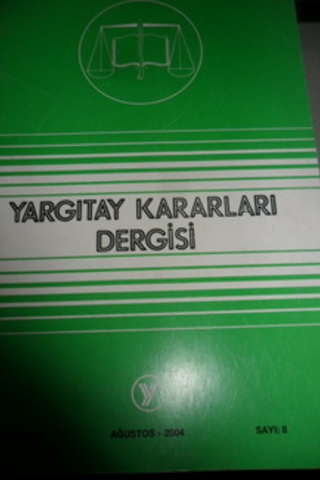 YARGITAY KARARLARI
DERGİSİ
Y
AĞUSTOS - 2004 SAYI: 8